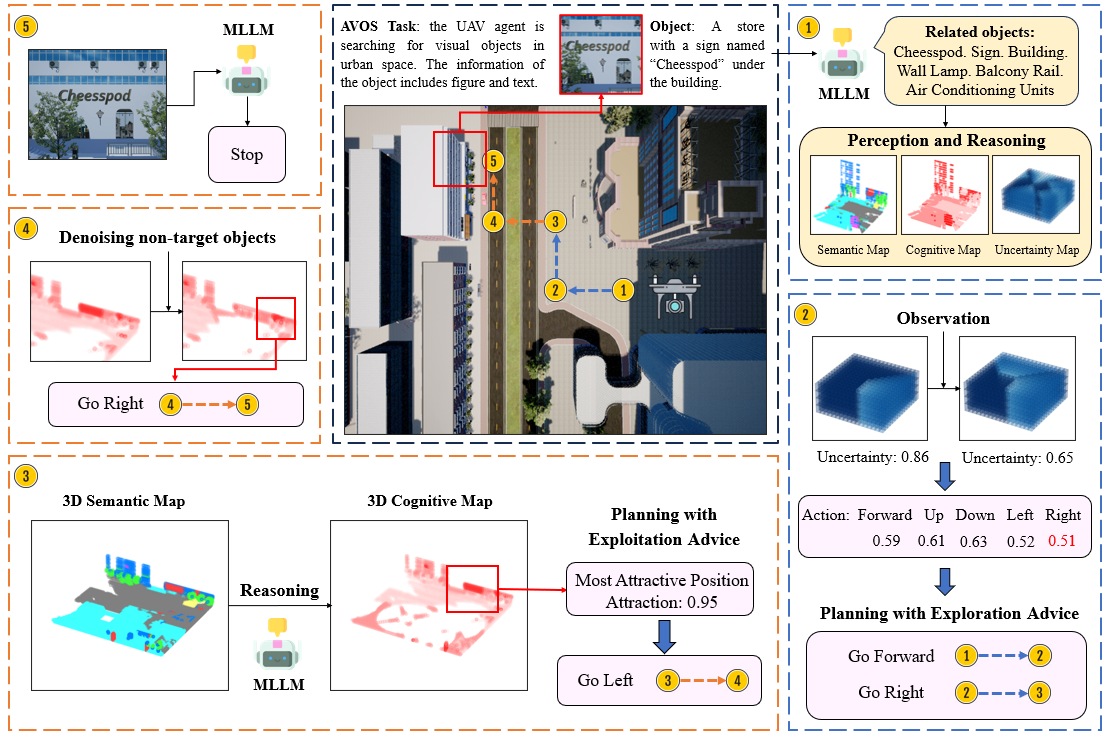 5
MLLM
Cheesspod
Stop
AVOS Task: the UAV agent is
searching for visual objects in
urban space. The information of
the object includes figure and text.
Cheesspod
Object: A store
with a sign named
“Cheesspod” under
the building.
5
4
3
2
1
1
MLLM
Related objects:
Cheesspod. Sign. Building.
Wall Lamp. Balcony Rail.
Air Conditioning Units
Perception and Reasoning
Semantic Map
Cognitive Map
Uncertainty Map
4
Denoising non-target objects
Go Right
4
5
2
Observation
Uncertainty: 0.86
Uncertainty: 0.65
Action: Forward Up Down Left Right
0.59 0.61 0.63 0.52 0.51
Planning with Exploration Advice
Go Forward
1
2
Go Right
2
3
3
3D Semantic Map
Reasoning
MLLM
3D Cognitive Map
Planning with
Exploitation Advice
Most Attractive Position
Attraction: 0.95
Go Left
3
4